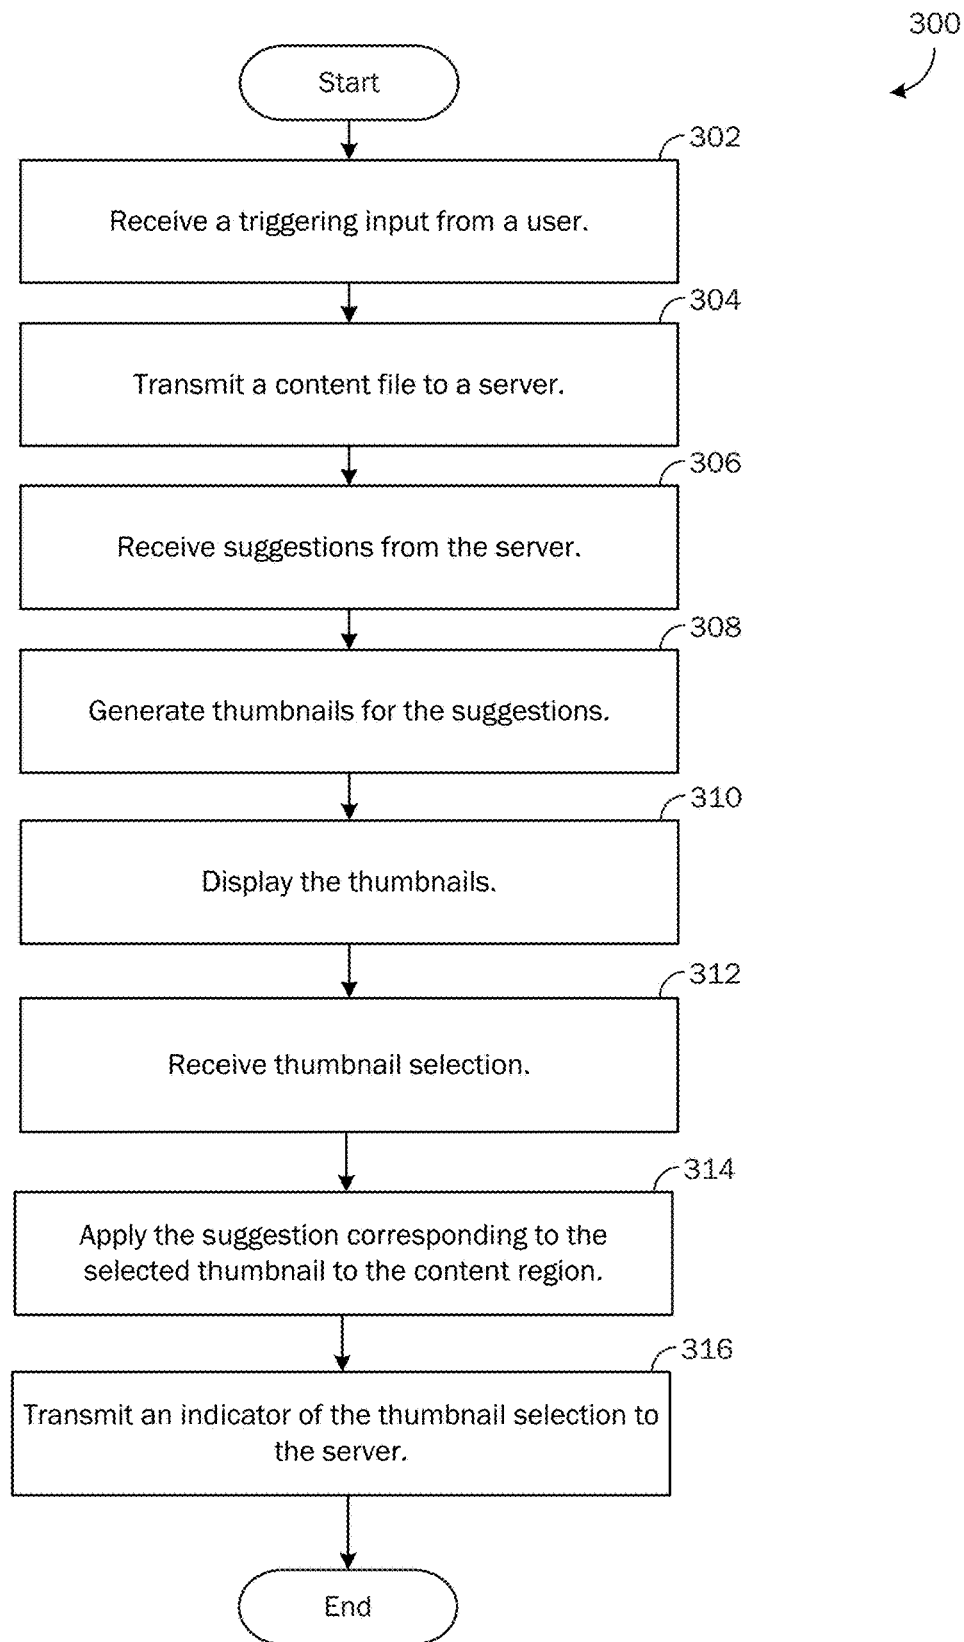 300
Start
302
Receive a triggering input from a user.
304
Transmit a content file to a server.
306
Receive suggestions from the server.
308
Generate thumbnails for the suggestions.
310
Display the thumbnails.
312
Receive thumbnail selection.
314
Apply the suggestion corresponding to the
selected thumbnail to the content region.
316
Transmit an indicator of the thumbnail selection to
the server.
End